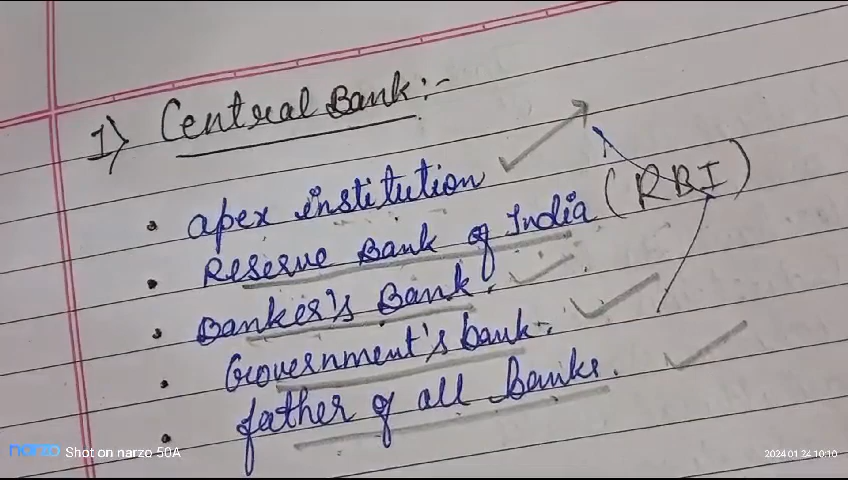 1) Central Bank:-
• apex institution
• Reserve Bank of India (RBI)
• Banker's Bank.
• Government's bank.
• father of all banks.
narzo Shot on narzo 50A
2024.01.24 10:10